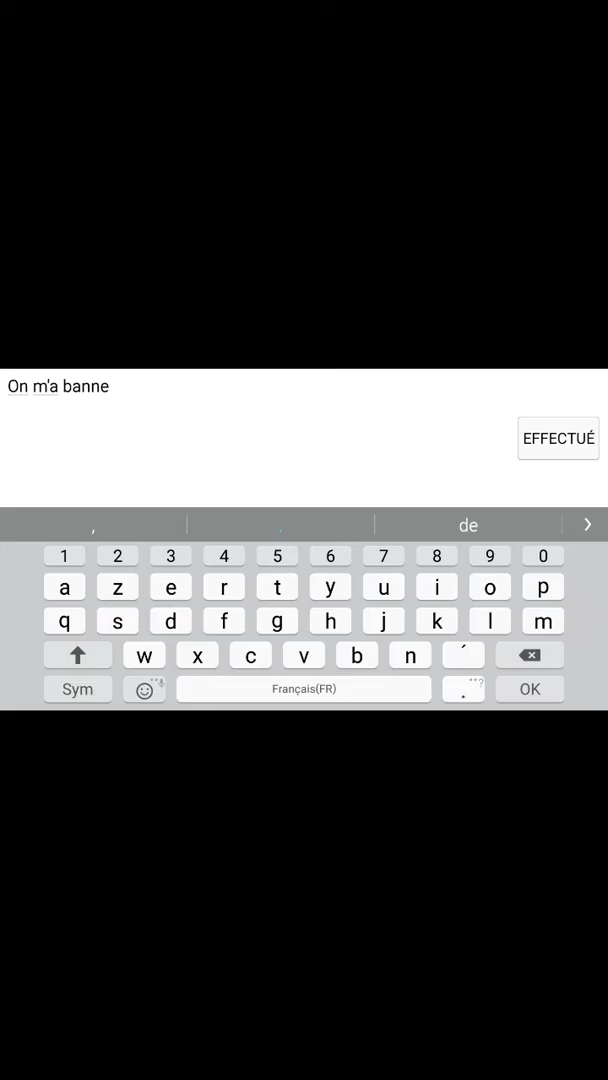 On m'a banne
EFFECTUÉ
, . de >
1 2 3 4 5 6 7 8 9 0
a z e r t y u i o p
q s d f g h j k l m
w x c v b n ´
Sym Français(FR) . ? OK